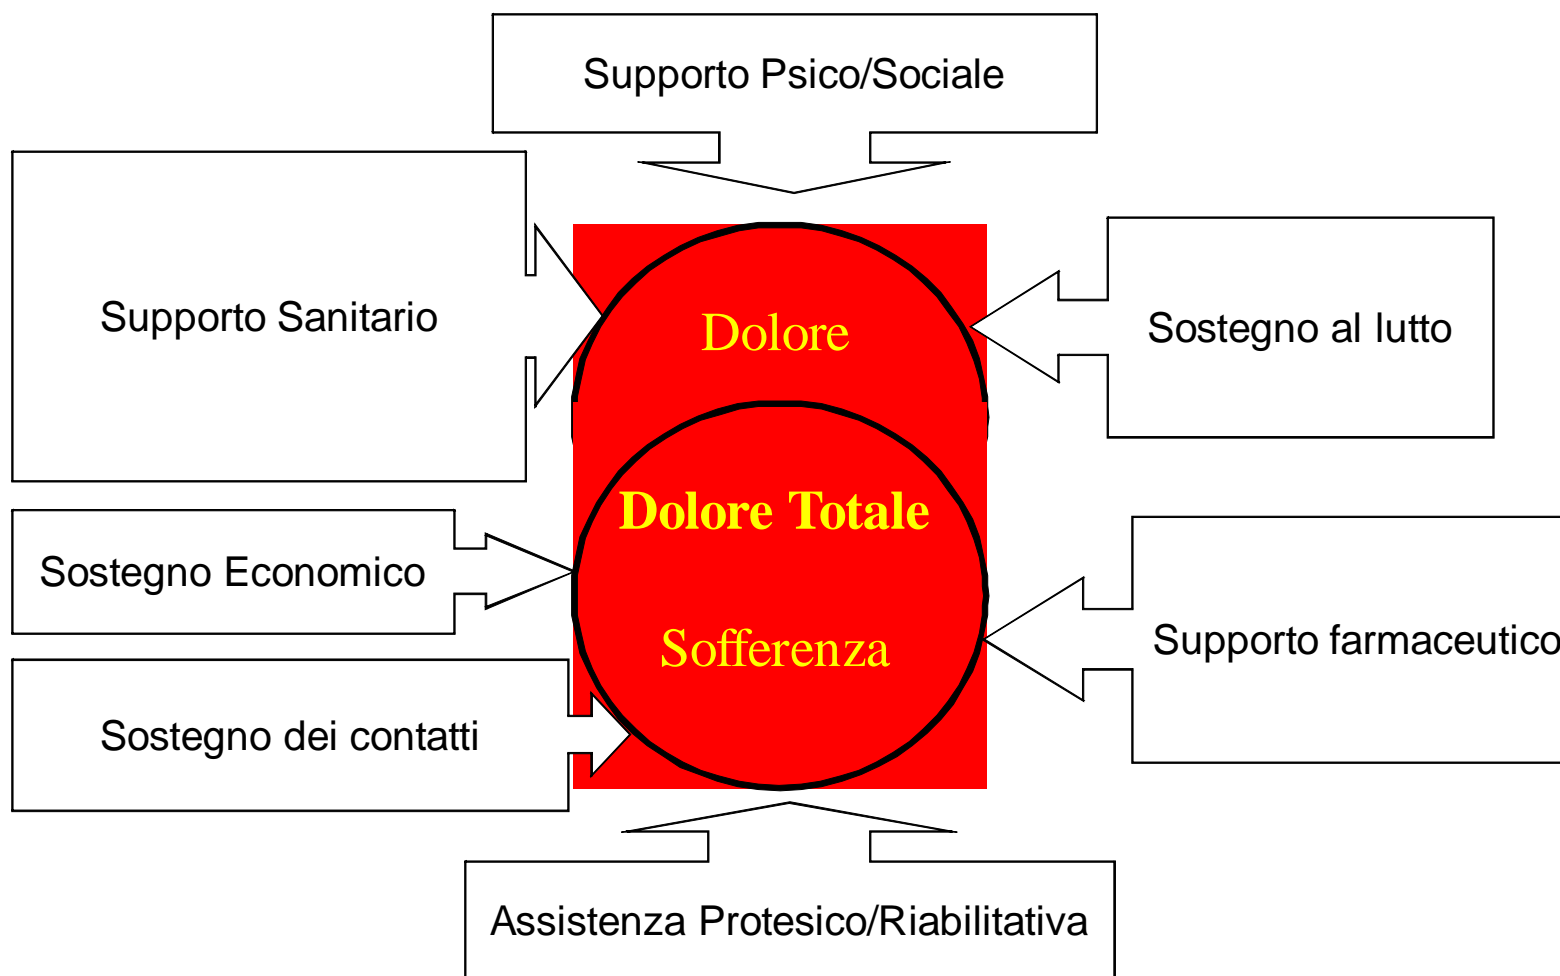 Supporto Psico/Sociale
Supporto Sanitario
Dolore
Sostegno al lutto
Dolore Totale
Sostegno Economico
Sofferenza
Supporto farmaceutico
Sostegno dei contatti
Assistenza Protesico/Riabilitativa